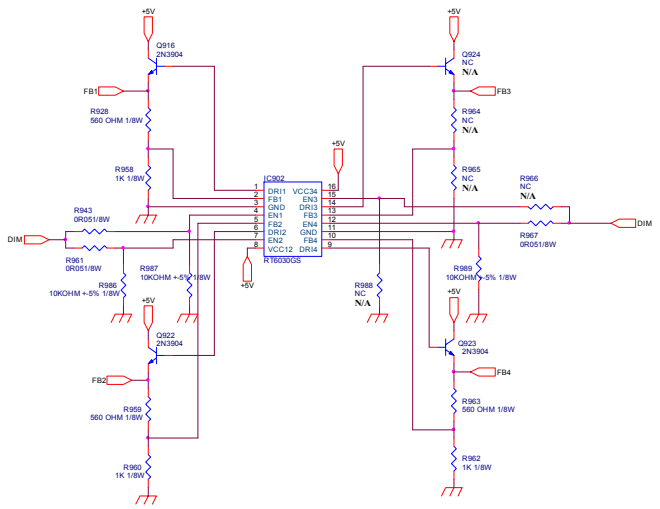 +5V
Q916
2N3904
FB1
R928
560 OHM 1/8W
R958
1K 1/8W
+5V
Q924
NC
N/A
FB3
R964
NC
N/A
R965
NC
N/A
+5V
R966
NC
N/A
R967
0R051/8W
DIM
IC902
1 DRI1 VCC34 16
2 FB1 EN3 15
3 GND DRI3 14
4 EN1 FB3 13
5 FB2 EN4 12
6 DRI2 GND 11
7 EN2 FB4 10
8 VCC12 DRI4 9
RT6030GS
R943
0R051/8W
DIM
R961
0R051/8W
R986
10KOHM +-5% 1/8W
R987
10KOHM +-5% 1/8W
+5V
R988
NC
N/A
R989
10KOHM +-5% 1/8W
+5V
Q922
2N3904
FB2
R959
560 OHM 1/8W
R960
1K 1/8W
+5V
Q923
2N3904
FB4
R963
560 OHM 1/8W
R962
1K 1/8W